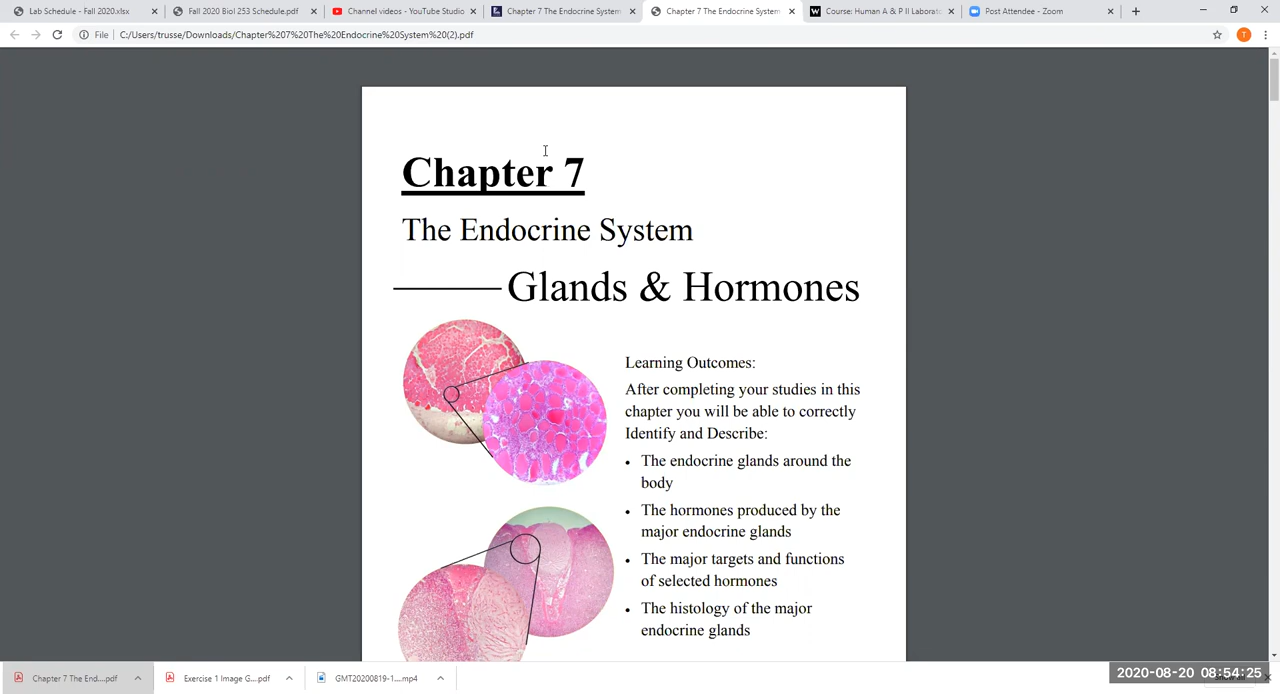 Lab Schedule - Fall 2020.xlsx
Fall 2020 Biol 253 Schedule.pdf
Channel videos - YouTube Studio
Chapter 7 The Endocrine System
Chapter 7 The Endocrine System
Course: Human A & P II Laborat
Post Attendee - Zoom
File
C:/Users/trusse/Downloads/Chapter%207%20The%20Endocrine%20System%20(2).pdf
T
Chapter 7
The Endocrine System
Glands & Hormones
Learning Outcomes:
After completing your studies in this
chapter you will be able to correctly
Identify and Describe:
• The endocrine glands around the
body
• The hormones produced by the
major endocrine glands
• The major targets and functions
of selected hormones
• The histology of the major
endocrine glands
Chapter 7 The End....pdf
Exercise 1 Image G....pdf
GMT20200819-1....mp4
2020-08-20 08:54:25